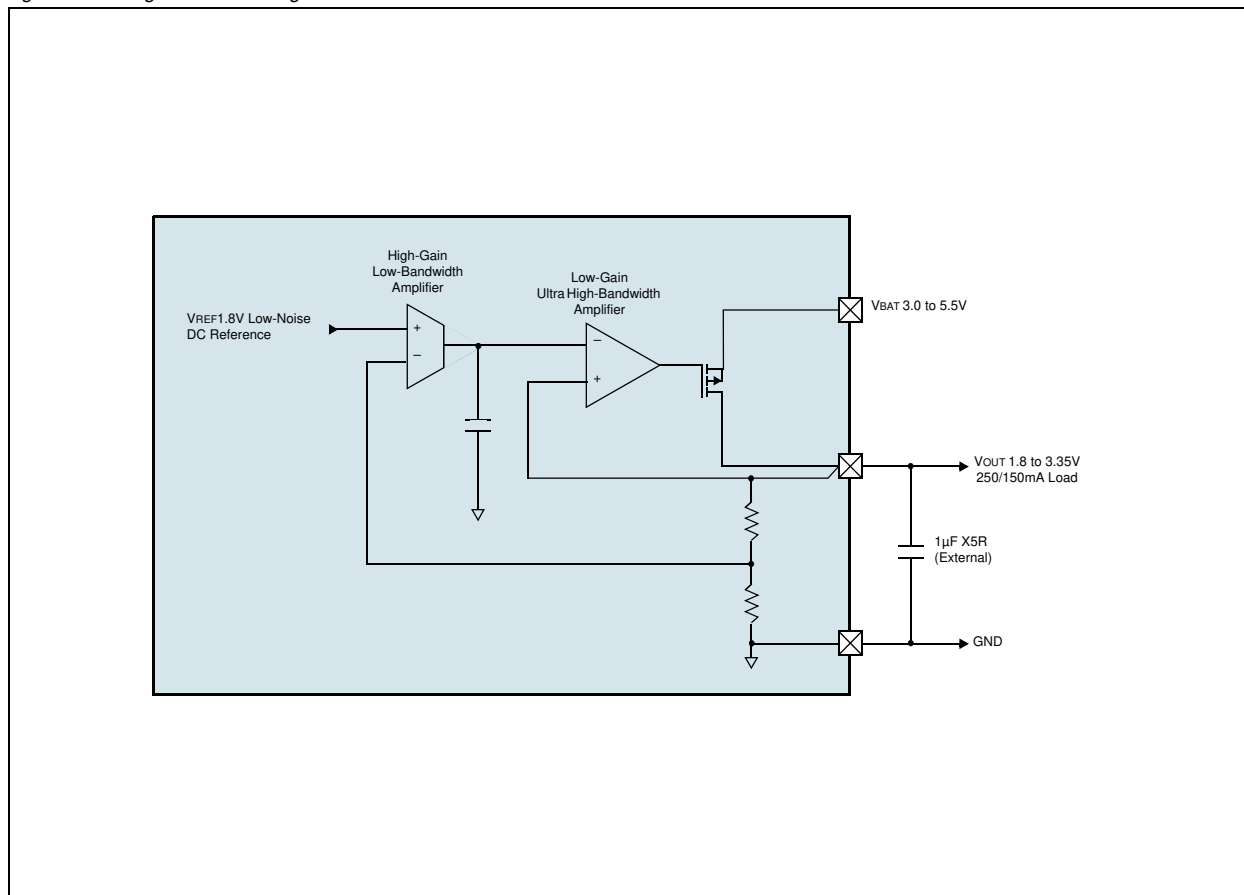 High-Gain
Low-Bandwidth
Amplifier
Low-Gain
Ultra High-Bandwidth
Amplifier
VREF1.8V Low-Noise
DC Reference
+
−
−
+
VBAT 3.0 to 5.5V
VOUT 1.8 to 3.35V
250/150mA Load
1µF X5R
(External)
GND